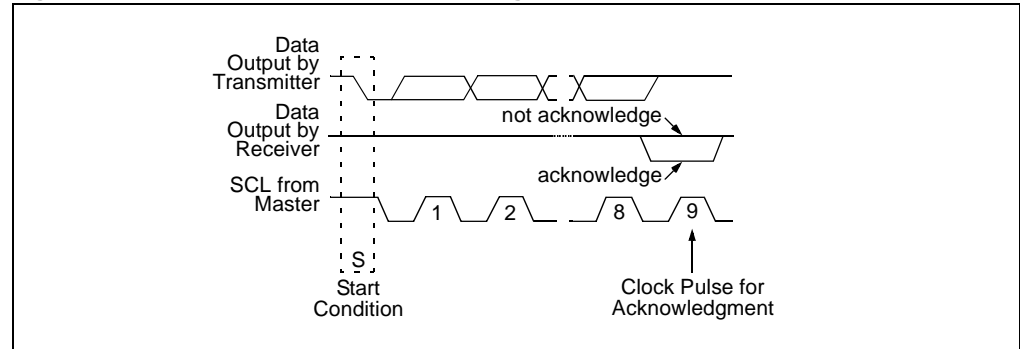 Data
Output by
Transmitter
Data
Output by
Receiver
not acknowledge
acknowledge
SCL from
Master
1
2
8
9
S
Start
Condition
Clock Pulse for
Acknowledgment